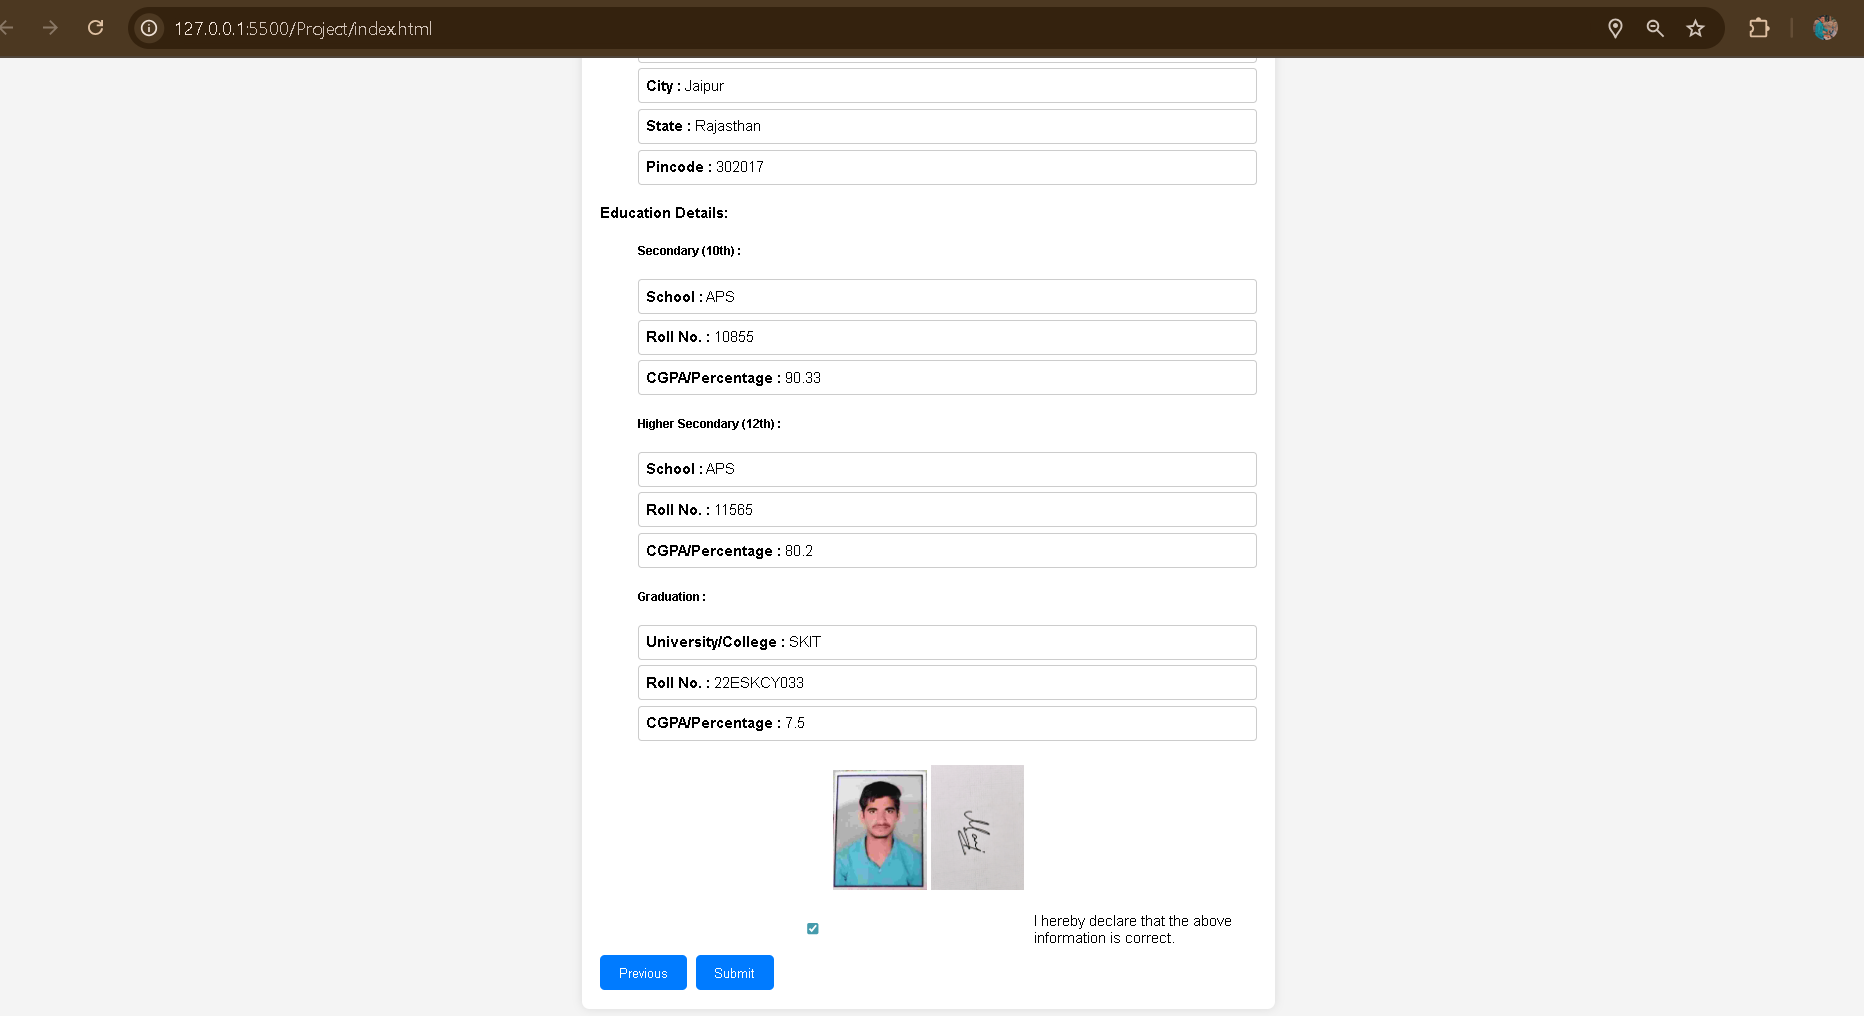 127.0.0.1:5500/Project/index.html
City : Jaipur
State : Rajasthan
Pincode : 302017
Education Details:
Secondary (10th) :
School : APS
Roll No. : 10855
CGPA/Percentage : 90.33
Higher Secondary (12th) :
School : APS
Roll No. : 11565
CGPA/Percentage : 80.2
Graduation :
University/College : SKIT
Roll No. : 22ESKCY033
CGPA/Percentage : 7.5
I hereby declare that the above
information is correct.
Previous
Submit